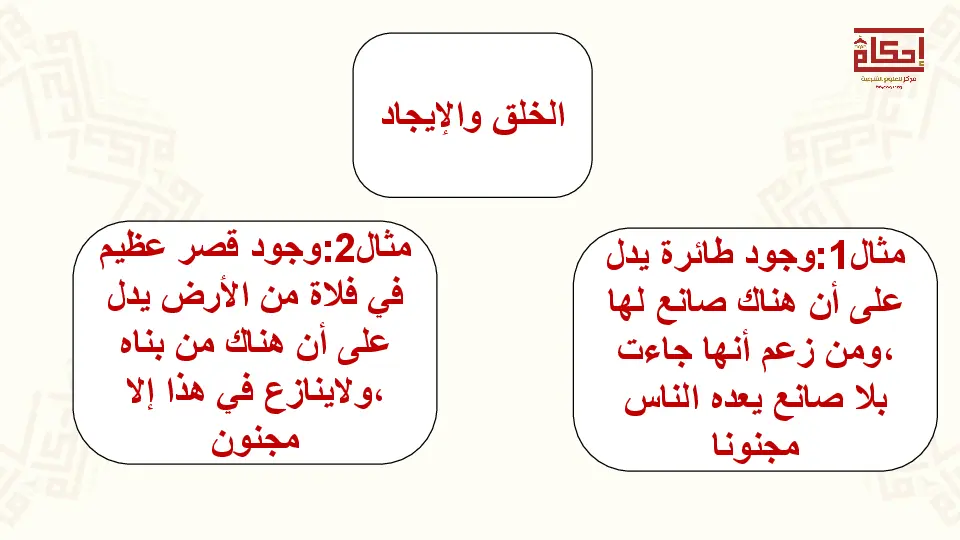 إحكام
مركز للعلوم الشرعية
الخلق والإيجاد
مثال1:وجود طائرة يدل
على أن هناك صانع لها
،ومن زعم أنها جاءت
بلا صانع يعده الناس
مجنونا
مثال2:وجود قصر عظيم
في فلاة من الأرض يدل
على أن هناك من بناه
،ولاينازع في هذا إلا
مجنون